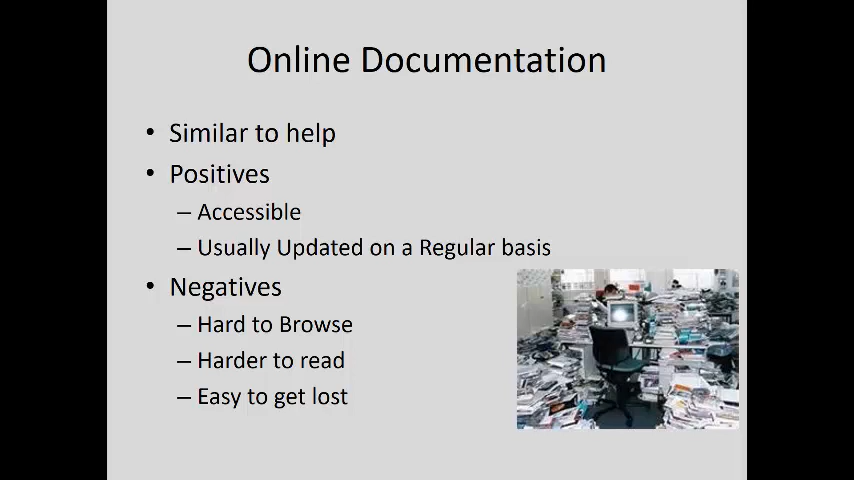 Online Documentation
• Similar to help
• Positives
– Accessible
– Usually Updated on a Regular basis
• Negatives
– Hard to Browse
– Harder to read
– Easy to get lost